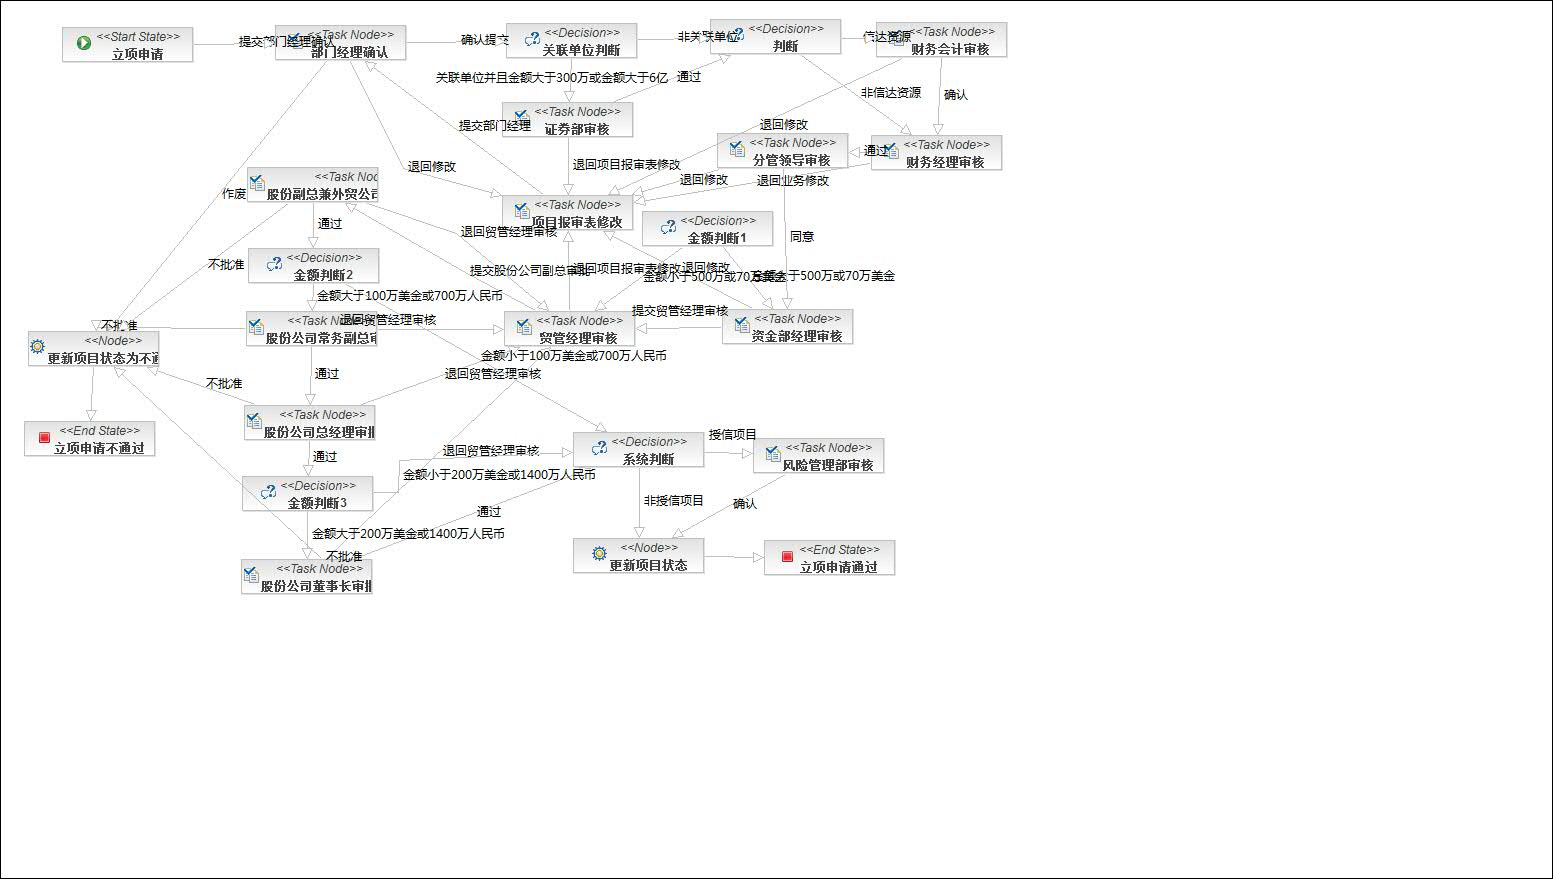 <<Start State>>
立项申请
提交部门经理确认
<<Task Node>>
部门经理确认
确认提交
<<Decision>>
关联单位判断
非关联单位
<<Decision>>
判断
信达资源
<<Task Node>>
财务会计审核
关联单位并且金额大于300万或金额大于6亿
通过
非信达资源
确认
<<Task Node>>
证券部审核
提交部门经理
退回修改
<<Task Node>>
分管领导审核
通过
<<Task Node>>
财务经理审核
退回修改
退回项目报审表修改
退回修改
退回业务修改
<<Task Nod
股份副总兼外贸公司
作废
<<Task Node>>
项目报审表修改
<<Decision>>
金额判断1
通过
退回贸管经理审核
同意
<<Decision>>
金额判断2
不批准
提交股份公司副总审批
退回项目报审表修改
退回修改
金额小于500万或70万美金
金额大于500万或70万美金
金额大于100万美金或700万人民币
<<Task Node>>
股份公司常务副总审
退回贸管经理审核
<<Task Node>>
贸管经理审核
提交贸管经理审核
<<Task Node>>
资金部经理审核
不批准
<<Node>>
更新项目状态为不通
金额小于100万美金或700万人民币
通过
退回贸管经理审核
不批准
<<Task Node>>
股份公司总经理审批
<<End State>>
立项申请不通过
<<Decision>>
系统判断
授信项目
<<Task Node>>
风险管理部审核
通过
退回贸管经理审核
金额小于200万美金或1400万人民币
<<Decision>>
金额判断3
非授信项目
确认
通过
金额大于200万美金或1400万人民币
不批准
<<Task Node>>
股份公司董事长审批
<<Node>>
更新项目状态
<<End State>>
立项申请通过